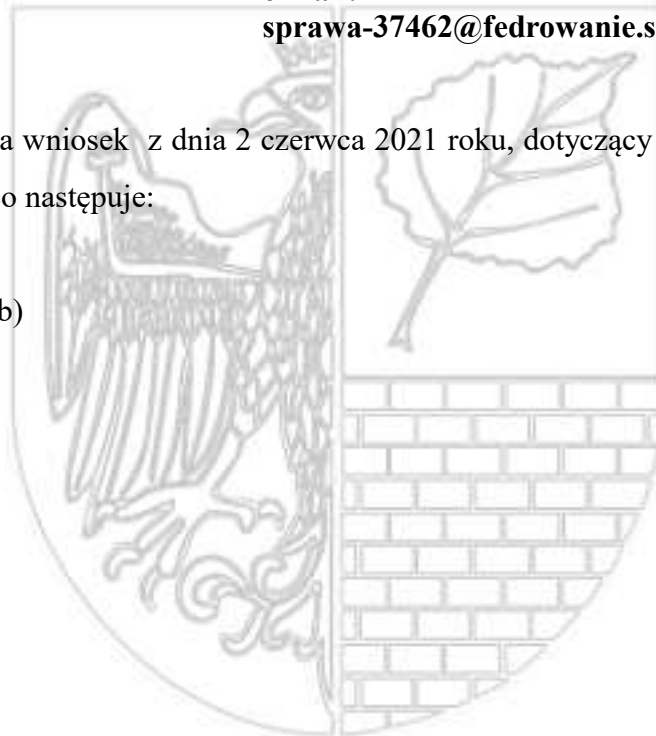 sprawa-37462@fedrowanie.s
a wniosek z dnia 2 czerwca 2021 roku, dotyczący
o następuje:
b)